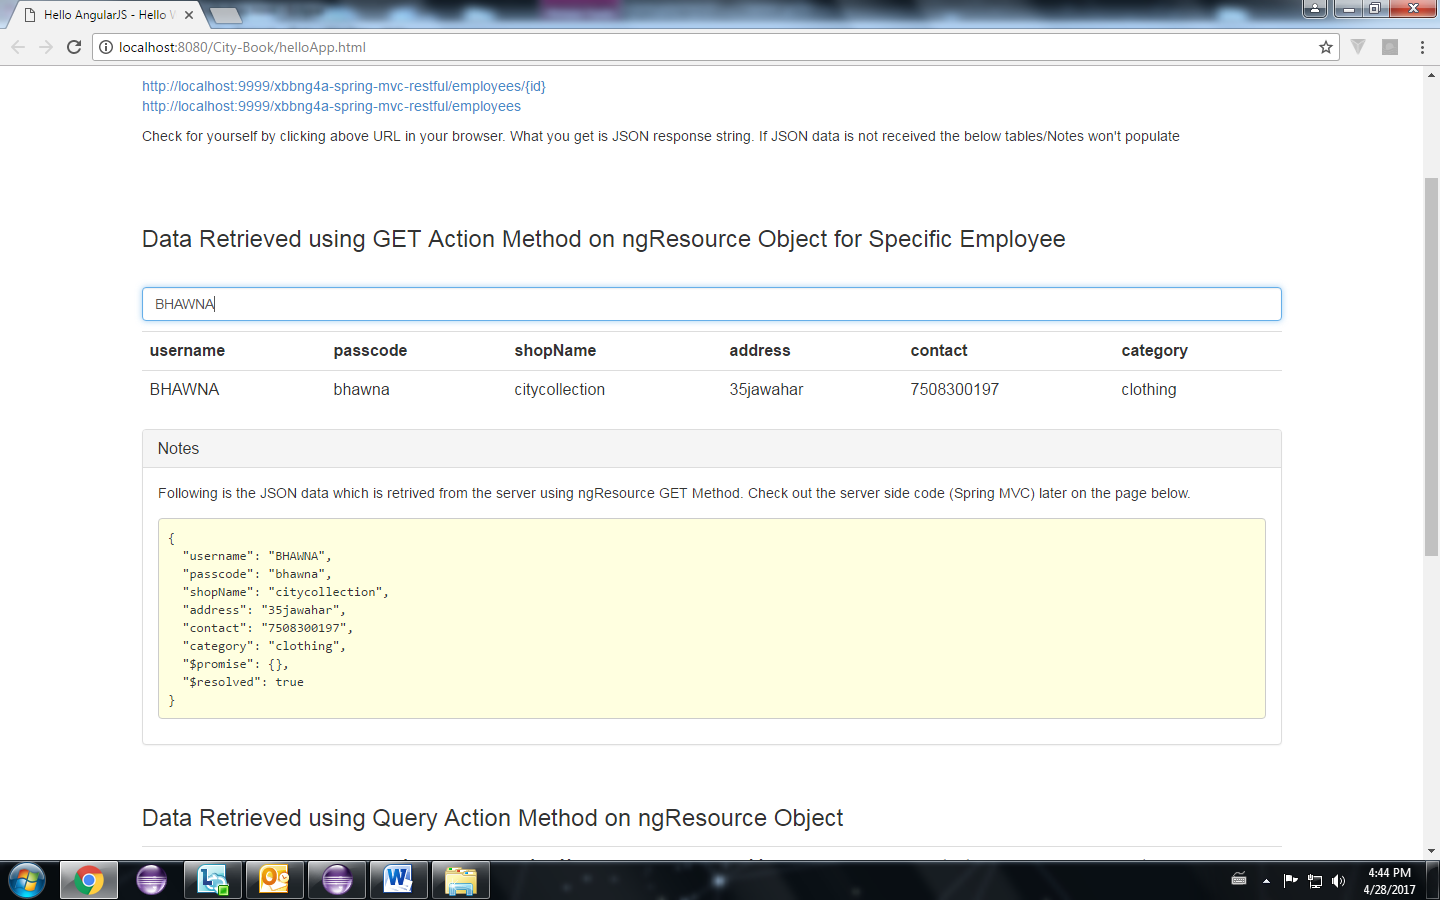 Hello AngularJS - Hello W
localhost:8080/City-Book/helloApp.html
http://localhost:9999/xbbng4a-spring-mvc-restful/employees/{id}
http://localhost:9999/xbbng4a-spring-mvc-restful/employees
Check for yourself by clicking above URL in your browser. What you get is JSON response string. If JSON data is not received the below tables/Notes won't populate
Data Retrieved using GET Action Method on ngResource Object for Specific Employee
BHAWNA
username passcode shopName address contact category
BHAWNA bhawna citycollection 35jawahar 7508300197 clothing
Notes
Following is the JSON data which is retrived from the server using ngResource GET Method. Check out the server side code (Spring MVC) later on the page below.
{
"username": "BHAWNA",
"passcode": "bhawna",
"shopName": "citycollection",
"address": "35jawahar",
"contact": "7508300197",
"category": "clothing",
"$promise": {},
"$resolved": true
}
Data Retrieved using Query Action Method on ngResource Object
4:44 PM
4/28/2017